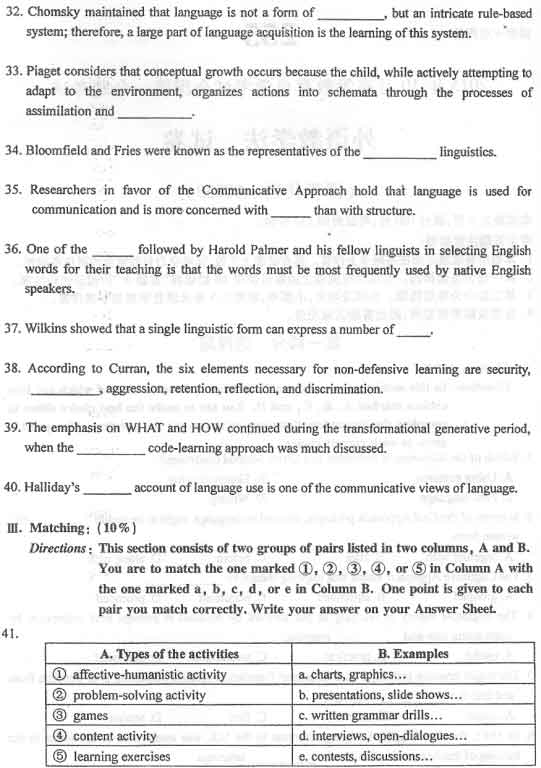 32. Chomsky maintained that language is not a form of __________, but an intricate rule-based
system; therefore, a large part of language acquisition is the learning of this system.
33. Piaget considers that conceptual growth occurs because the child, while actively attempting to
adapt to the environment, organizes actions into schemata through the processes of
assimilation and ___________.
34. Bloomfield and Fries were known as the representatives of the ___________ linguistics.
35. Researchers in favor of the Communicative Approach hold that language is used for
communication and is more concerned with ______ than with structure.
36. One of the ______ followed by Harold Palmer and his fellow linguists in selecting English
words for their teaching is that the words must be most frequently used by native English
speakers.
37. Wilkins showed that a single linguistic form can express a number of _____.
38. According to Curran, the six elements necessary for non-defensive learning are security,
__________, aggression, retention, reflection, and discrimination.
39. The emphasis on WHAT and HOW continued during the transformational generative period,
when the __________ code-learning approach was much discussed.
40. Halliday's _______ account of language use is one of the communicative views of language.
Ⅲ. Matching: (10%)
Directions: This section consists of two groups of pairs listed in two columns, A and B.
You are to match the one marked ①, ②, ③, ④, or ⑤ in Column A with
the one marked a, b, c, d, or e in Column B. One point is given to each
pair you match correctly. Write your answer on your Answer Sheet.
41.
A. Types of the activities B. Examples
① affective-humanistic activity a. charts, graphics…
② problem-solving activity b. presentations, slide shows…
③ games c. written grammar drills…
④ content activity d. interviews, open-dialogues…
⑤ learning exercises e. contests, discussions…